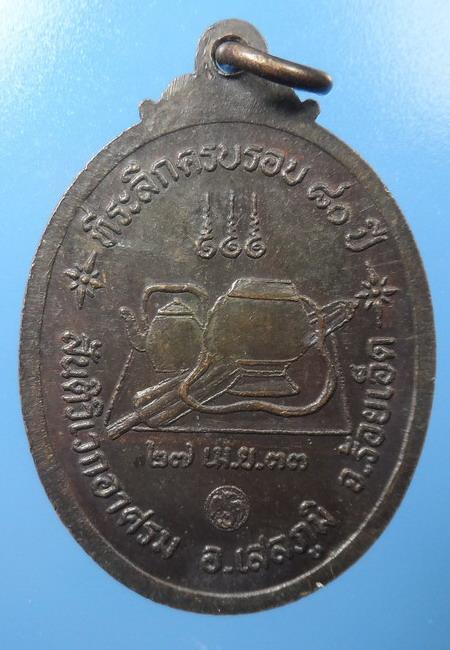 ที่ระลึกครบรอบ ๘๐ ปี
๒๗ เม.ย.๓๓
สันติวิเวกอาศรม อ.เสลภูมิ จ.ร้อยเอ็ด